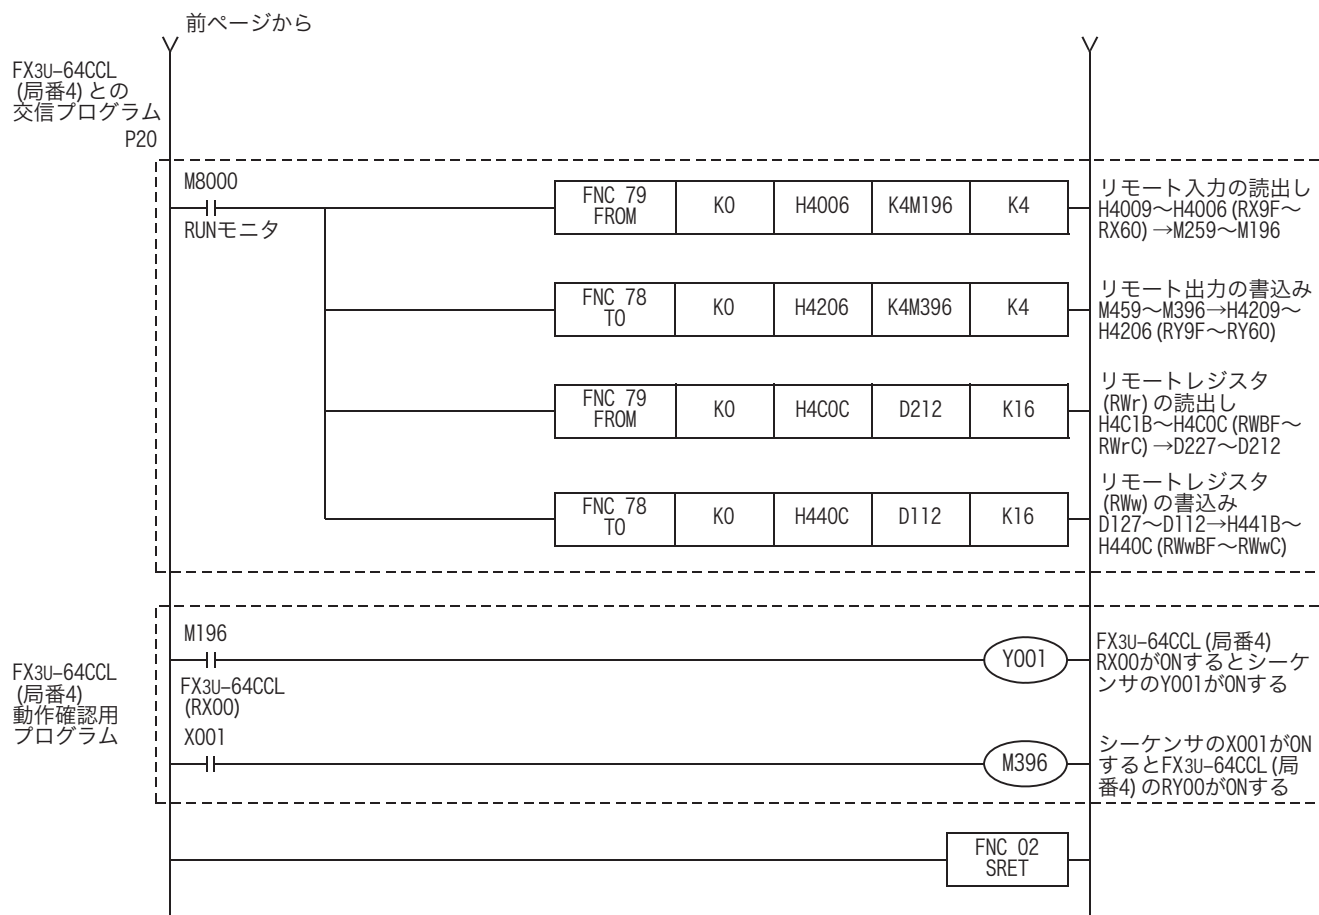 前ページから
FX3U-64CCL
(局番4)との
交信プログラム
P20
M8000
RUNモニタ
FNC 79
FROM
K0
H4006
K4M196
K4
リモート入力の読出し
H4009～H4006(RX9F～
RX60)→M259～M196
FNC 78
TO
K0
H4206
K4M396
K4
リモート出力の書込み
M459～M396→H4209～
H4206(RY9F～RY60)
FNC 79
FROM
K0
H4C0C
D212
K16
リモートレジスタ
(RWr)の読出し
H4C1B～H4C0C(RWBF～
RWrC)→D227～D212
FNC 78
TO
K0
H440C
D112
K16
リモートレジスタ
(RWw)の書込み
D127～D112→H441B～
H440C(RWwBF～RWwC)
FX3U-64CCL
(局番4)
動作確認用
プログラム
M196
FX3U-64CCL
(RX00)
Y001
FX3U-64CCL(局番4)
RX00がONするとシーケ
ンサのY001がONする
X001
M396
シーケンサのX001がON
するとFX3U-64CCL(局
番4)のRY00がONする
FNC 02
SRET